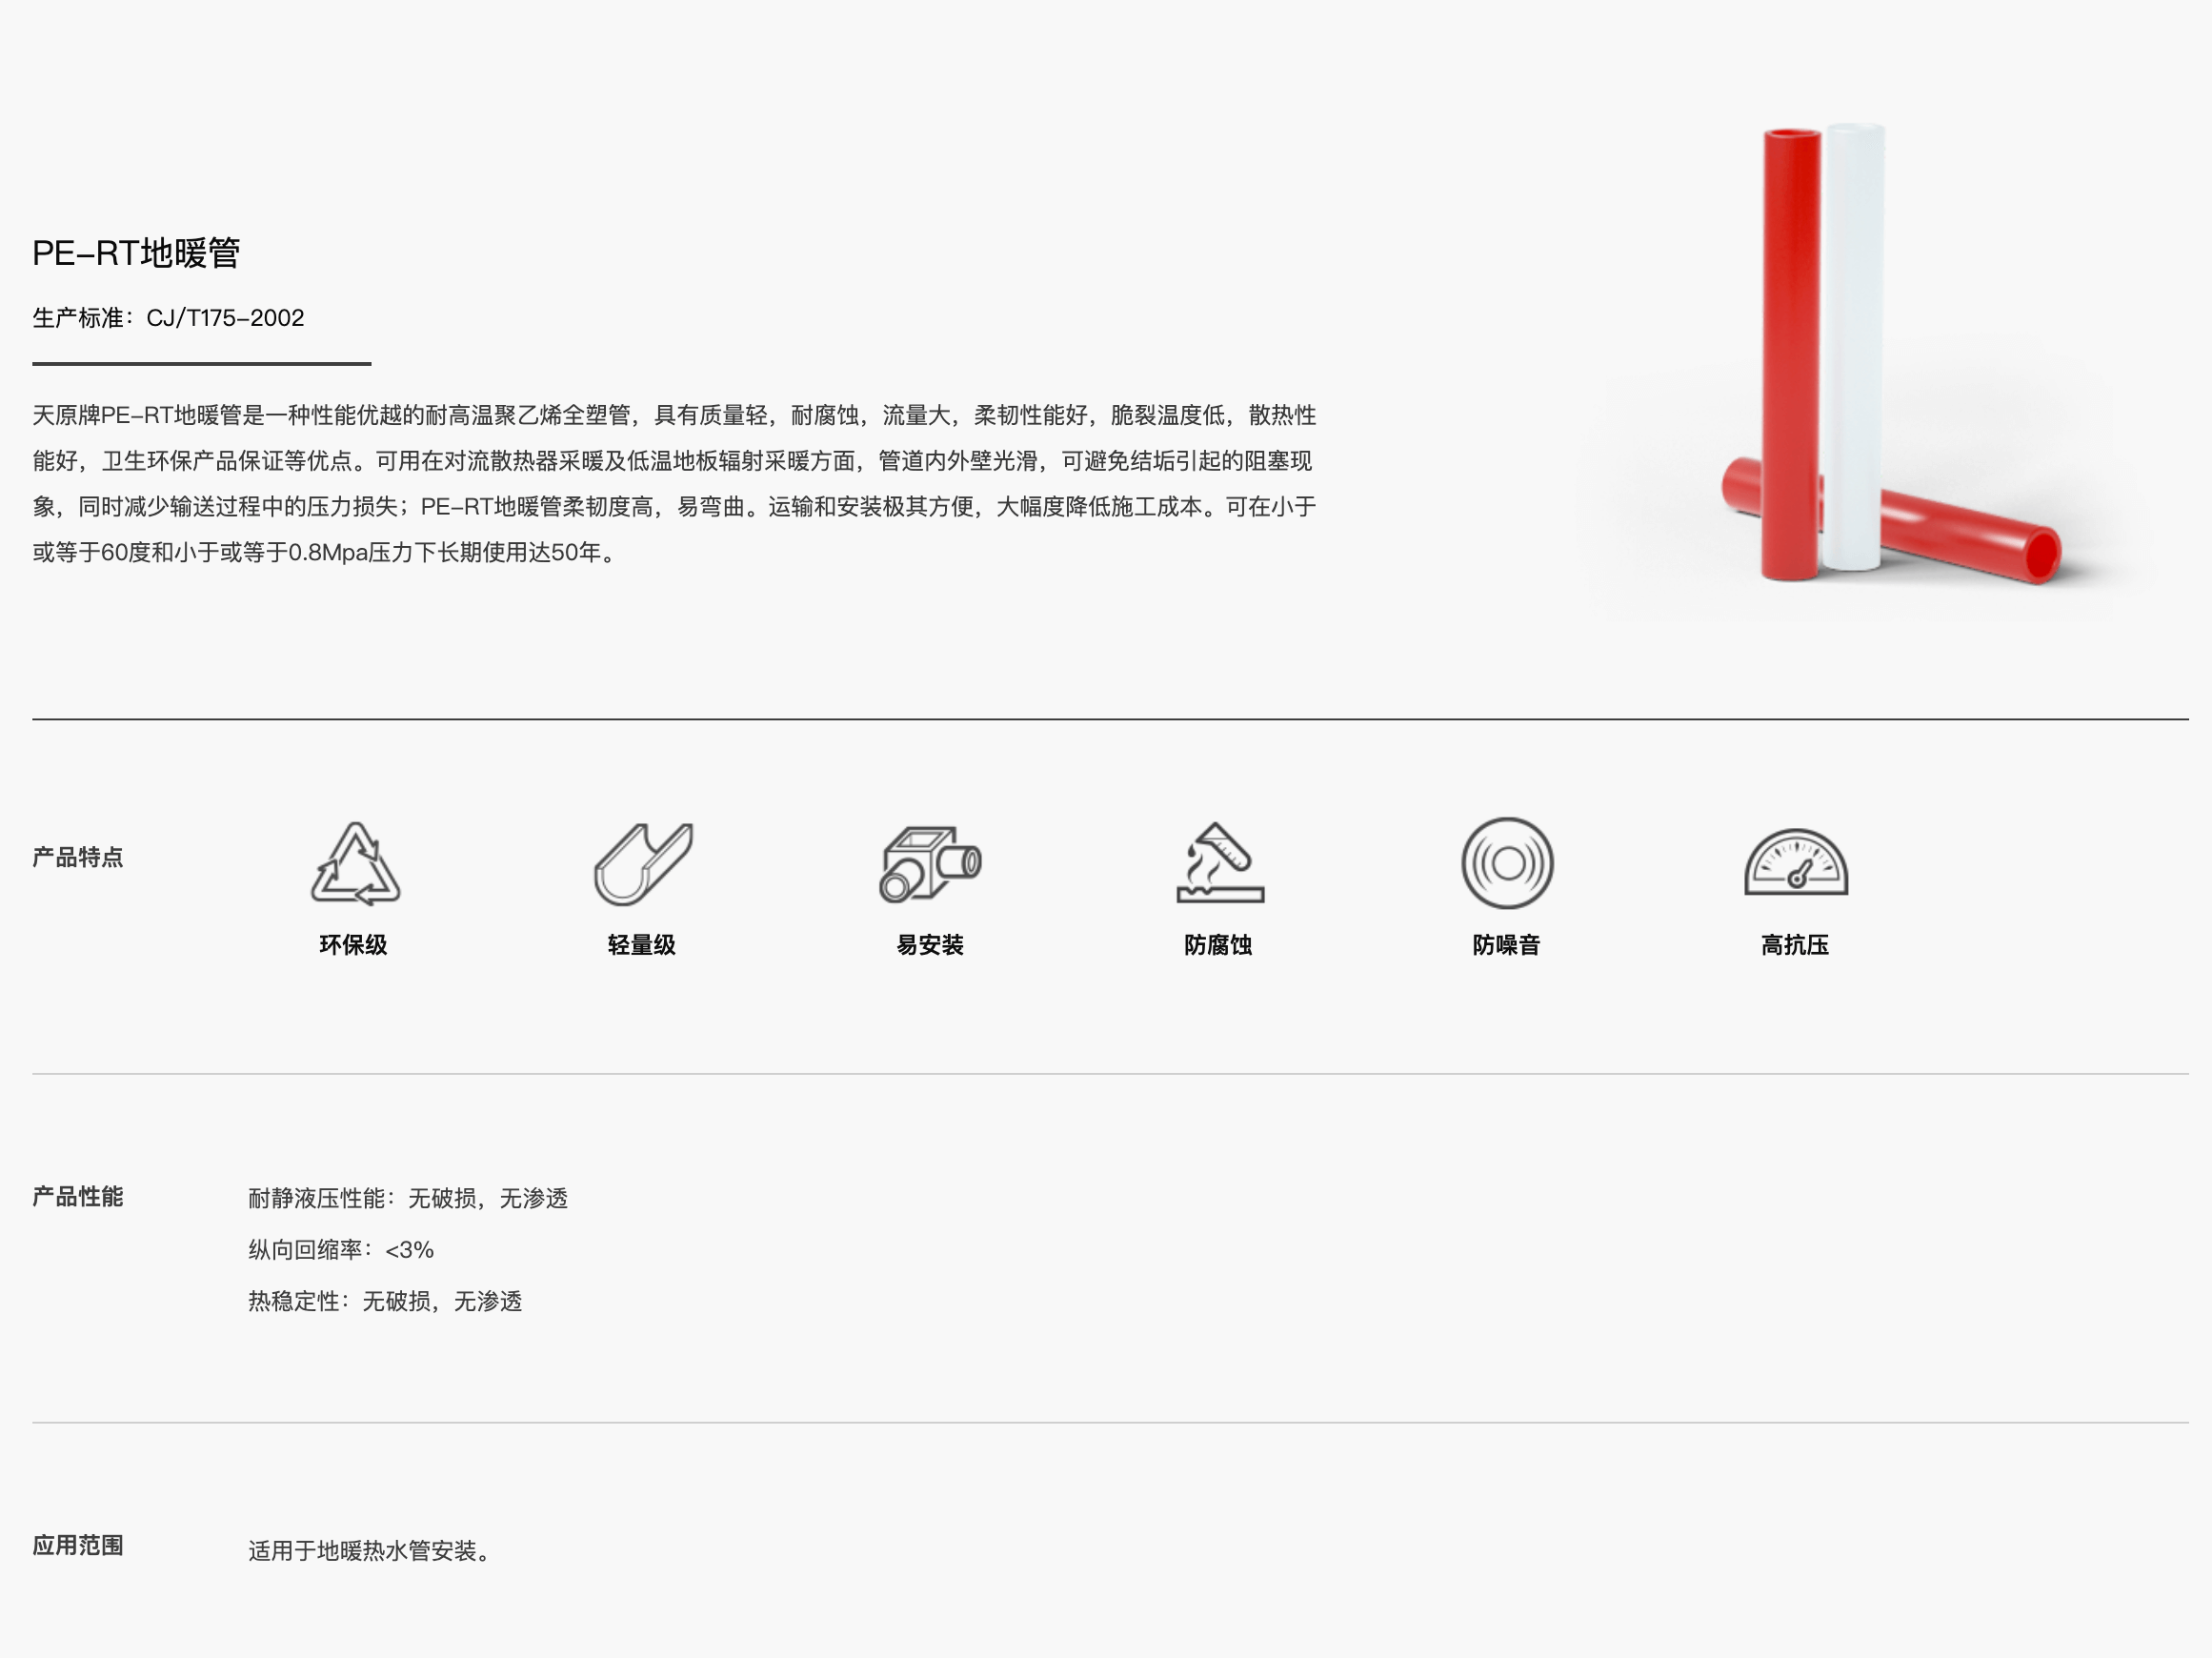 PE-RT地暖管
生产标准：CJ/T175-2002
天原牌PE-RT地暖管是一种性能优越的耐高温聚乙烯全塑管，具有质量轻，耐腐蚀，流量大，柔韧性能好，脆裂温度低，散热性
能好，卫生环保产品保证等优点。可用在对流散热器采暖及低温地板辐射采暖方面，管道内外壁光滑，可避免结垢引起的阻塞现
象，同时减少输送过程中的压力损失；PE-RT地暖管柔韧度高，易弯曲。运输和安装极其方便，大幅度降低施工成本。可在小于
或等于60度和小于或等于0.8Mpa压力下长期使用达50年。
产品特点
环保级
轻量级
易安装
防腐蚀
防噪音
高抗压
产品性能
耐静液压性能：无破损，无渗透
纵向回缩率：<3%
热稳定性：无破损，无渗透
应用范围
适用于地暖热水管安装。